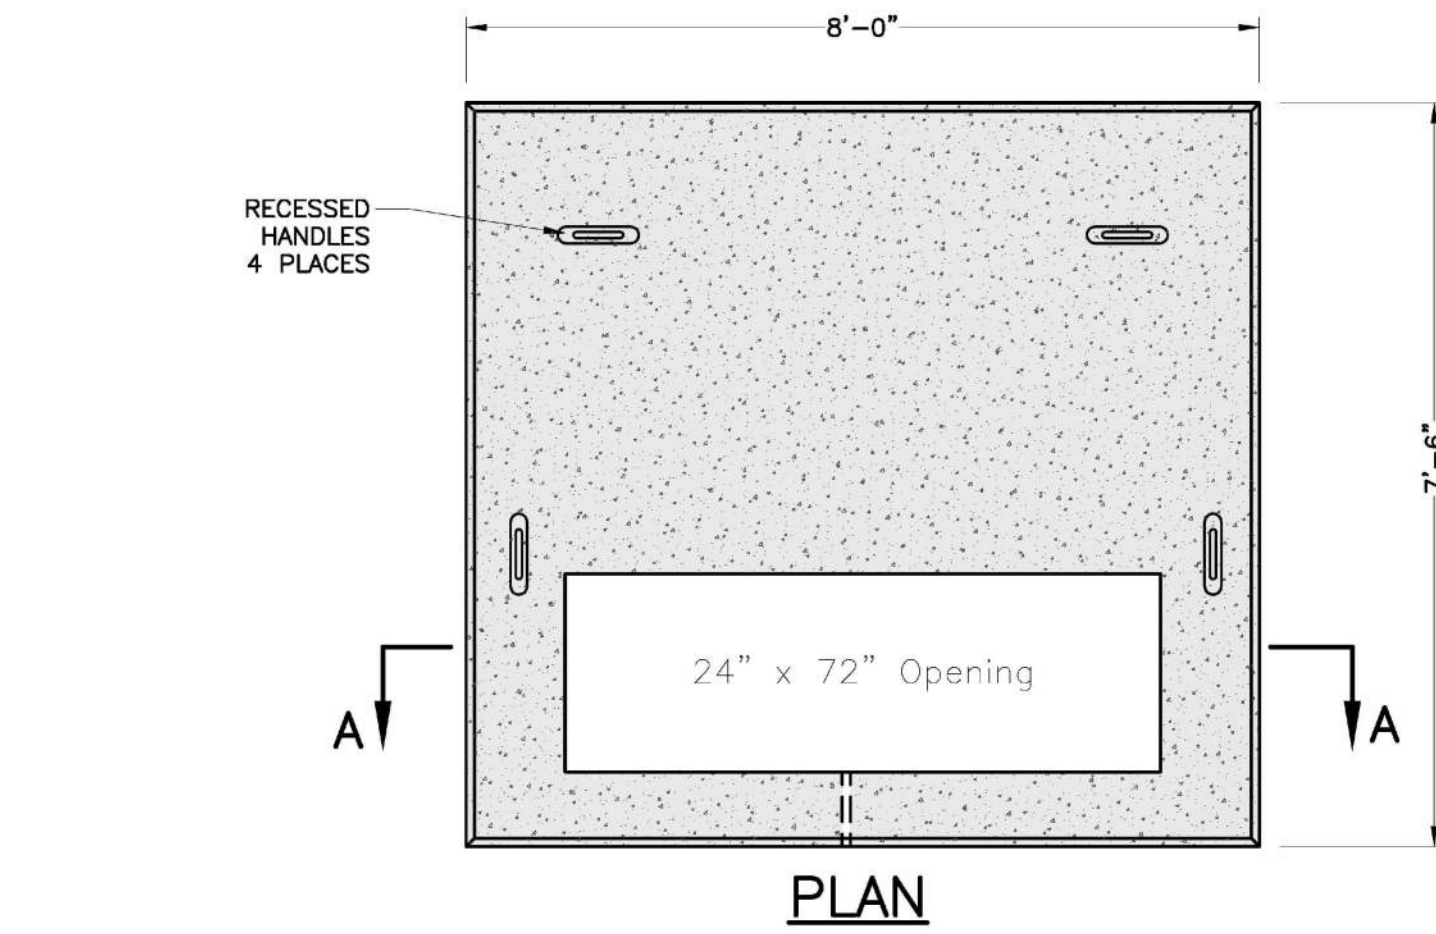 8'-0"
RECESSED
HANDLES
4 PLACES
7'-6"
24" x 72" Opening
A
A
PLAN